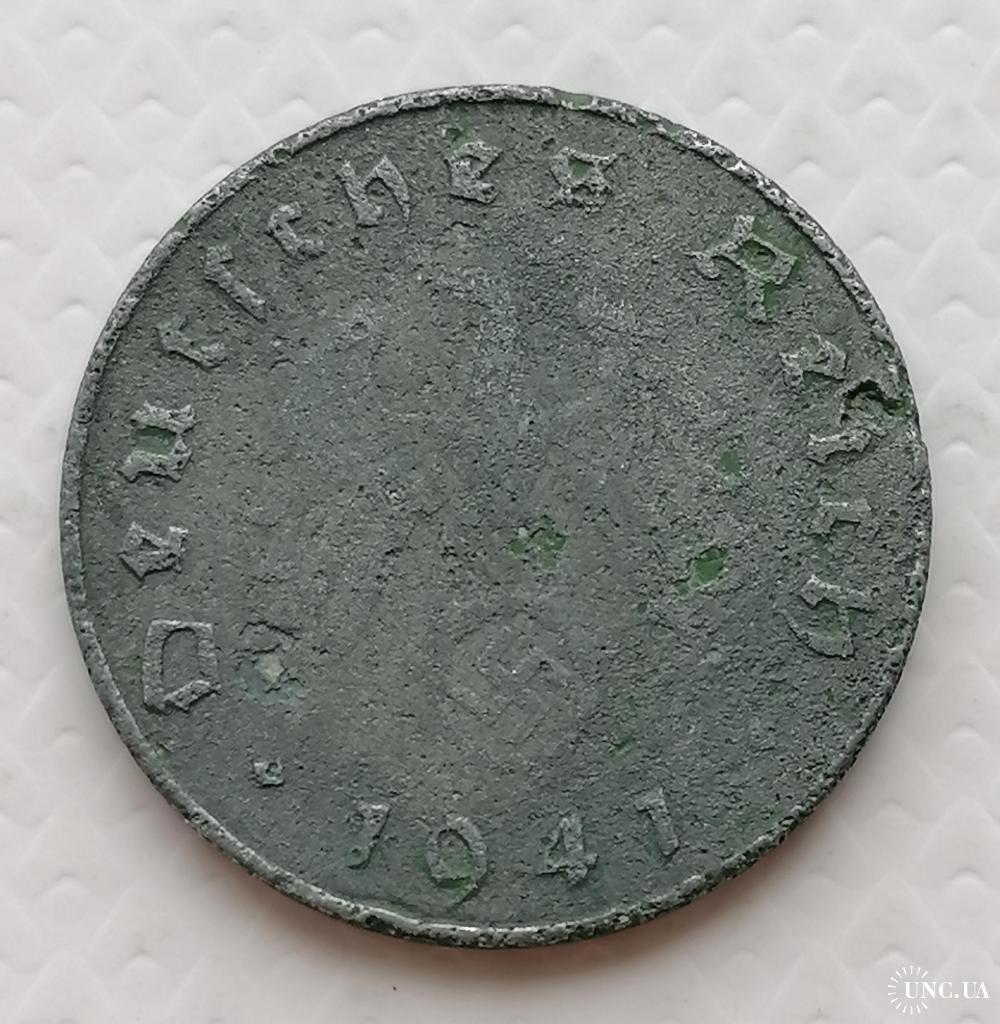 Deutsches Reich
1941
UNC.UA